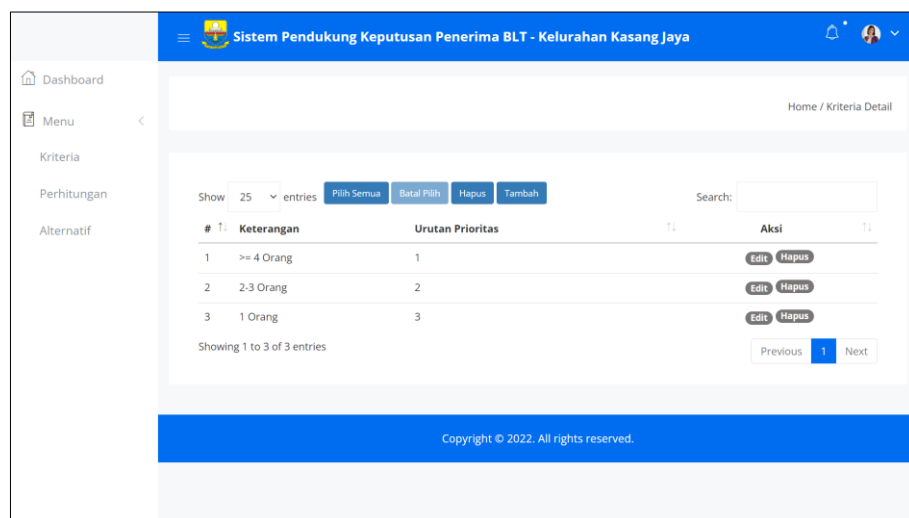 Sistem Pendukung Keputusan Penerima BLT - Kelurahan Kasang Jaya
Dashboard
Menu
Kriteria
Perhitungan
Alternatif
Home / Kriteria Detail
Show 25 entries Pilih Semua Batal Pilih Hapus Tambah Search:
# Keterangan Urutan Prioritas Aksi
1 >= 4 Orang 1 Edit Hapus
2 2-3 Orang 2 Edit Hapus
3 1 Orang 3 Edit Hapus
Showing 1 to 3 of 3 entries Previous 1 Next
Copyright © 2022. All rights reserved.